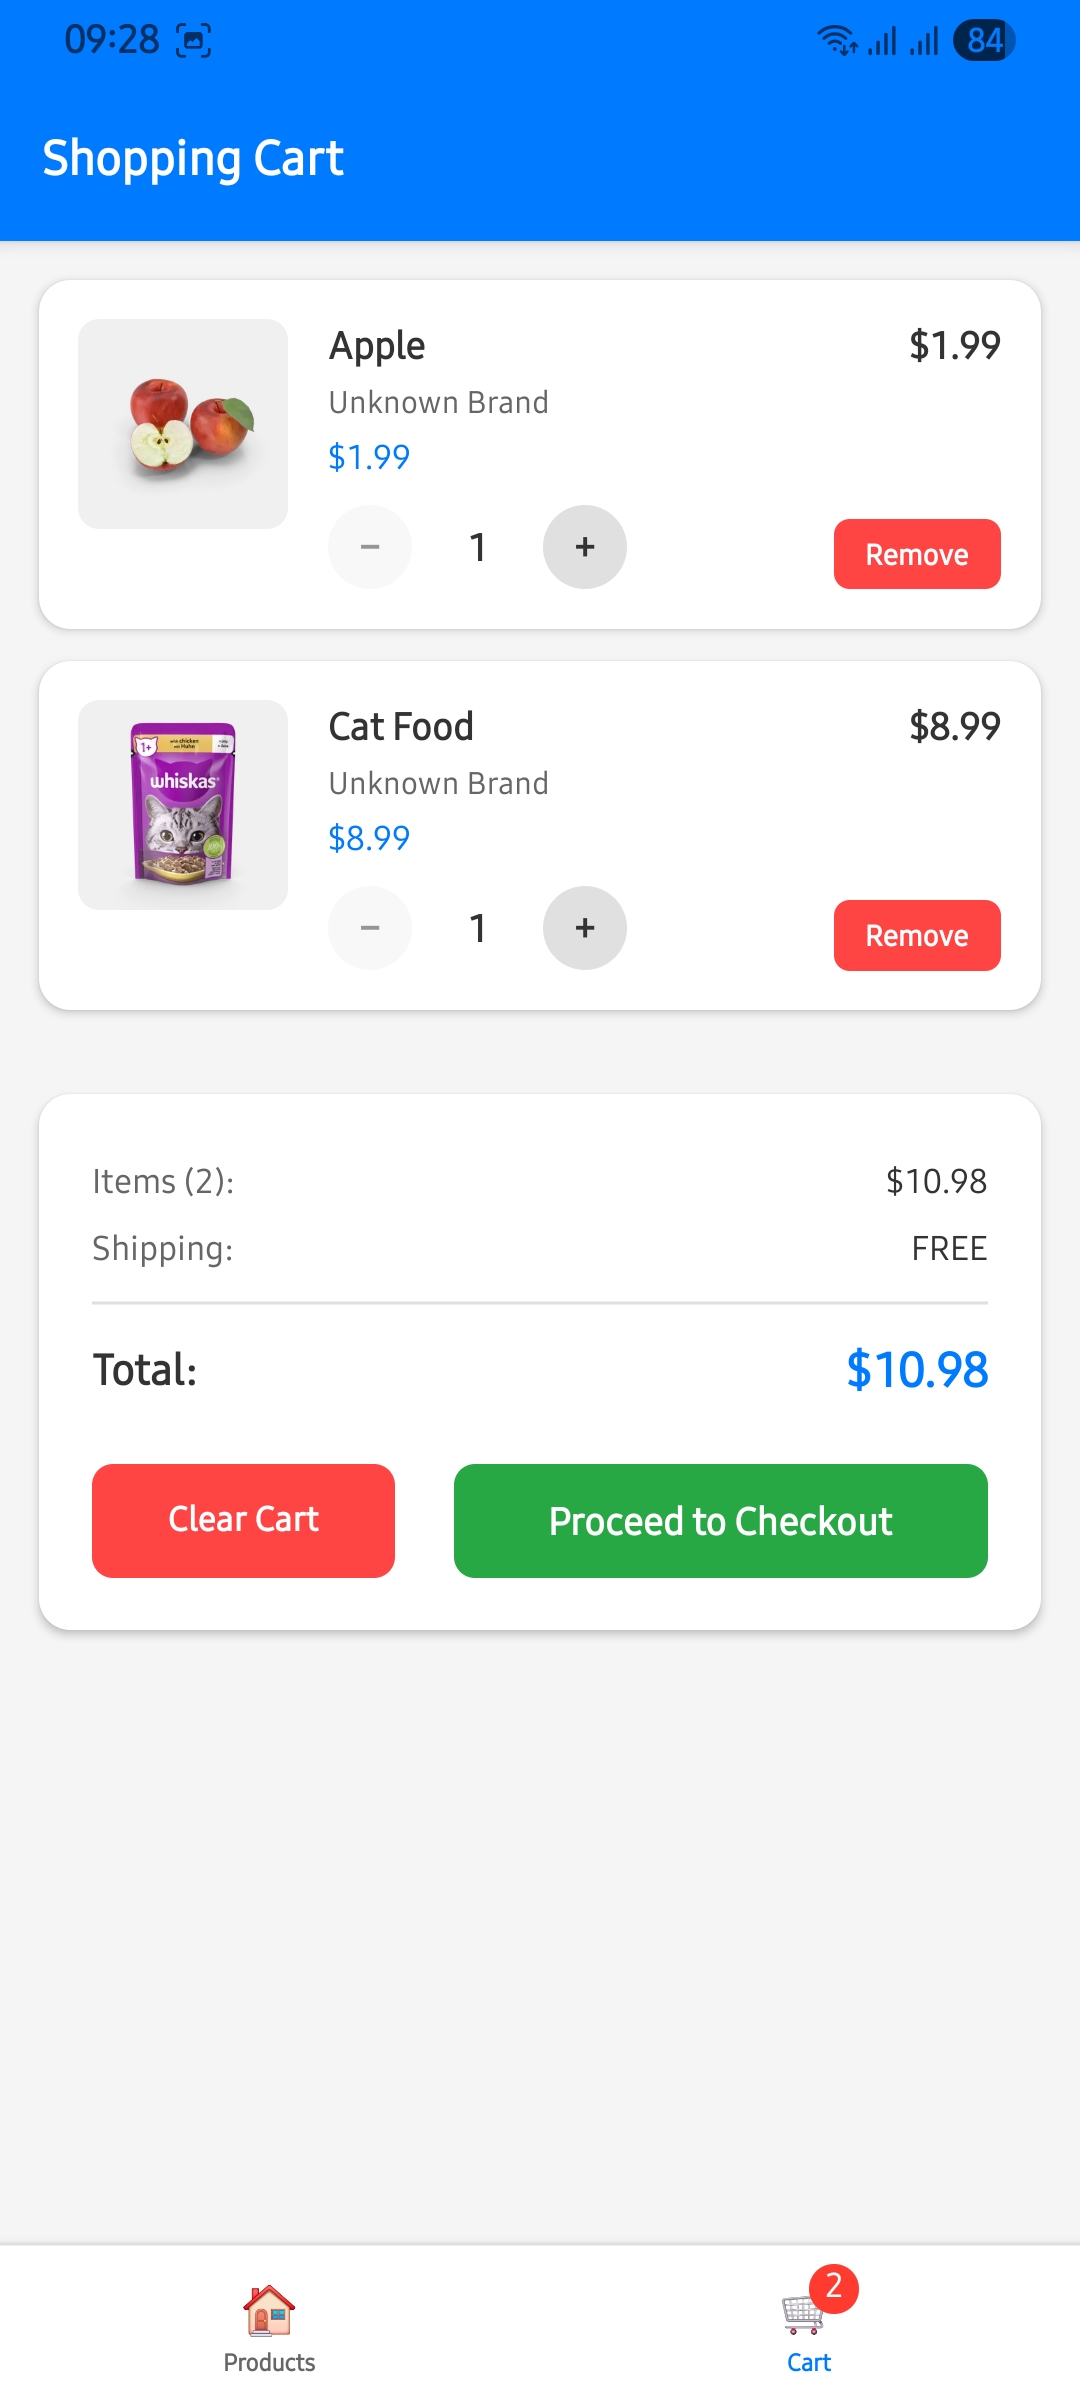 09:28
84
Shopping Cart
Apple
$1.99
Unknown Brand
$1.99
− 1 +
Remove
1+
whiskas
Cat Food
$8.99
Unknown Brand
$8.99
− 1 +
Remove
Items (2):
$10.98
Shipping:
FREE
Total:
$10.98
Clear Cart
Proceed to Checkout
Products
2
Cart